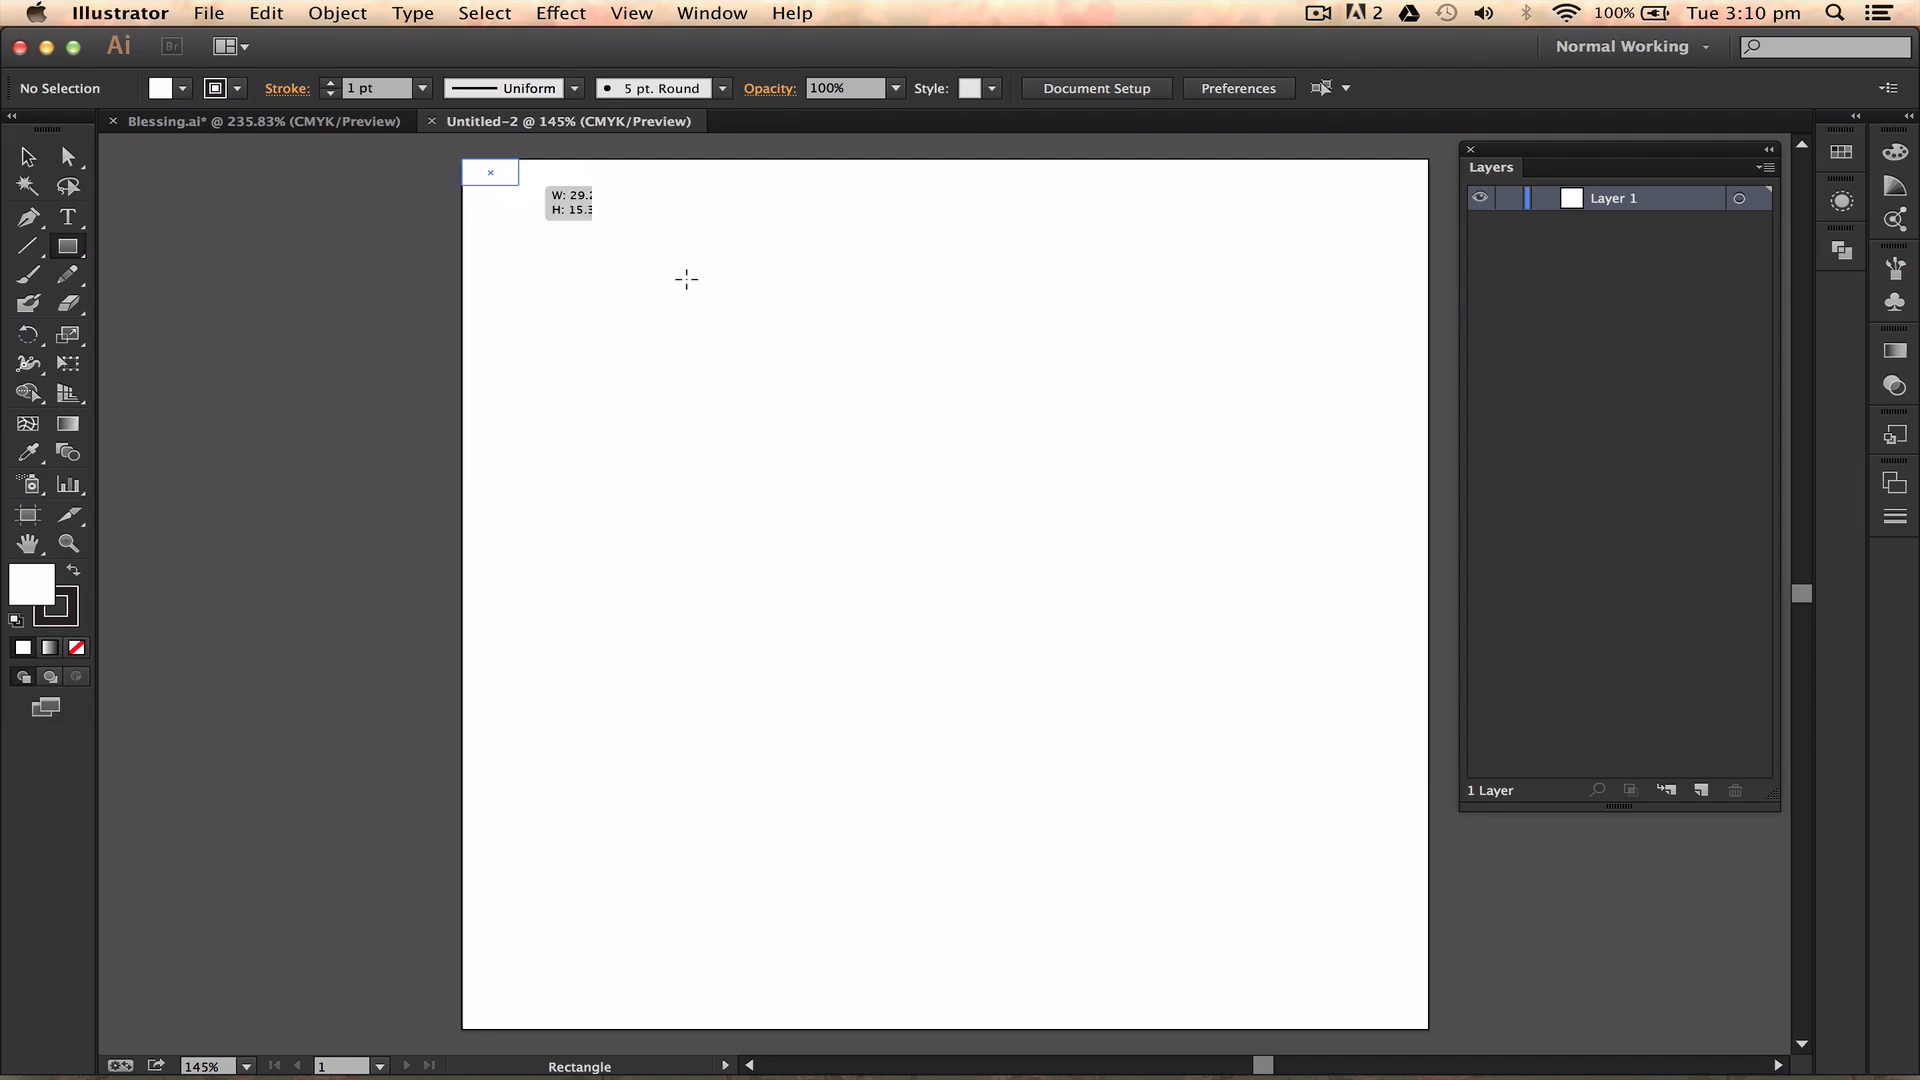 Illustrator File Edit Object Type Select Effect View Window Help 2 100% Tue 3:10 pm
Ai Br Normal Working
No Selection Stroke: 1 pt Uniform 5 pt. Round Opacity: 100% Style: Document Setup Preferences
Blessing.ai* @ 235.83% (CMYK/Preview) Untitled-2 @ 145% (CMYK/Preview)
Layers
Layer 1
W: 29.2
H: 15.3
1 Layer
145% 1 Rectangle